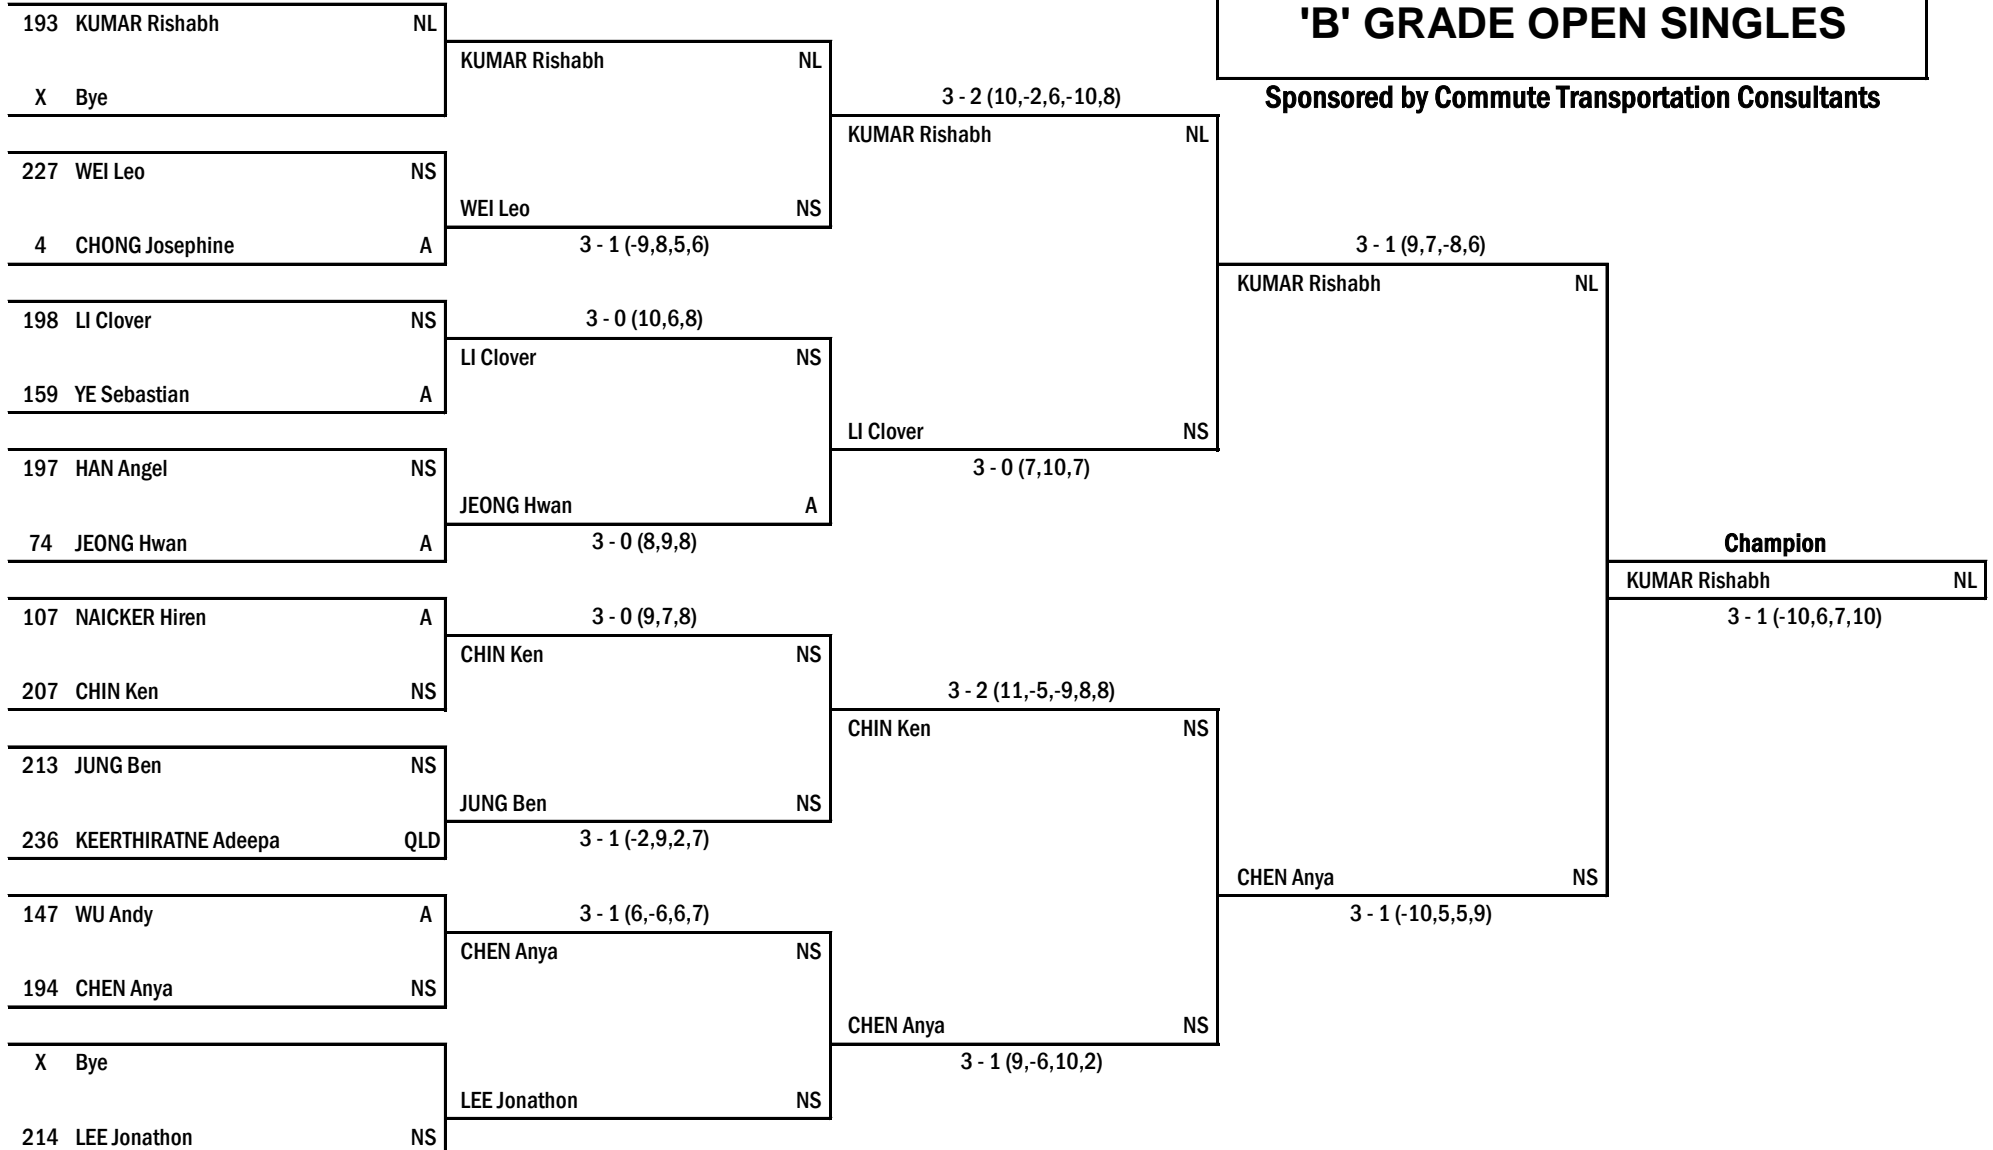 'B' GRADE OPEN SINGLES
Sponsored by Commute Transportation Consultants
193 KUMAR Rishabh NL
X Bye
227 WEI Leo NS
4 CHONG Josephine A
198 LI Clover NS
159 YE Sebastian A
197 HAN Angel NS
74 JEONG Hwan A
107 NAICKER Hiren A
207 CHIN Ken NS
213 JUNG Ben NS
236 KEERTHIRATNE Adeepa QLD
147 WU Andy A
194 CHEN Anya NS
X Bye
214 LEE Jonathon NS
KUMAR Rishabh NL
WEI Leo NS
3 - 1 (-9,8,5,6)
3 - 0 (10,6,8)
LI Clover NS
JEONG Hwan A
3 - 0 (8,9,8)
3 - 0 (9,7,8)
CHIN Ken NS
JUNG Ben NS
3 - 1 (-2,9,2,7)
3 - 1 (6,-6,6,7)
CHEN Anya NS
LEE Jonathon NS
3 - 2 (10,-2,6,-10,8)
KUMAR Rishabh NL
LI Clover NS
3 - 0 (7,10,7)
3 - 2 (11,-5,-9,8,8)
CHIN Ken NS
CHEN Anya NS
3 - 1 (9,-6,10,2)
3 - 1 (9,7,-8,6)
KUMAR Rishabh NL
CHEN Anya NS
3 - 1 (-10,5,5,9)
Champion
KUMAR Rishabh NL
3 - 1 (-10,6,7,10)